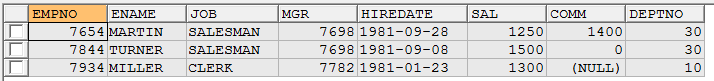 EMPNO ENAME JOB MGR HIREDATE SAL COMM DEPTNO
7654 MARTIN SALESMAN 7698 1981-09-28 1250 1400 30
7844 TURNER SALESMAN 7698 1981-09-08 1500 0 30
7934 MILLER CLERK 7782 1981-01-23 1300 (NULL) 10